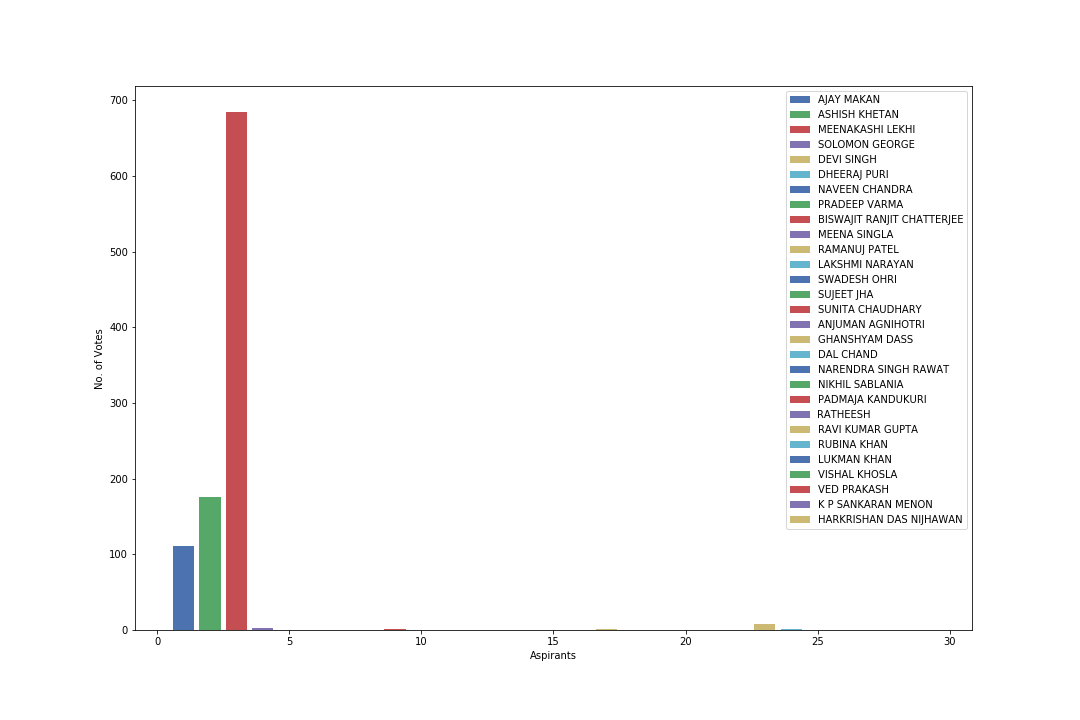 700
600
500
400
300
200
100
0
No. of Votes
0 5 10 15 20 25 30
Aspirants
AJAY MAKAN
ASHISH KHETAN
MEENAKASHI LEKHI
SOLOMON GEORGE
DEVI SINGH
DHEERAJ PURI
NAVEEN CHANDRA
PRADEEP VARMA
BISWAJIT RANJIT CHATTERJEE
MEENA SINGLA
RAMANUJ PATEL
LAKSHMI NARAYAN
SWADESH OHRI
SUJEET JHA
SUNITA CHAUDHARY
ANJUMAN AGNIHOTRI
GHANSHYAM DASS
DAL CHAND
NARENDRA SINGH RAWAT
NIKHIL SABLANIA
PADMAJA KANDUKURI
RATHEESH
RAVI KUMAR GUPTA
RUBINA KHAN
LUKMAN KHAN
VISHAL KHOSLA
VED PRAKASH
K P SANKARAN MENON
HARKRISHAN DAS NIJHAWAN